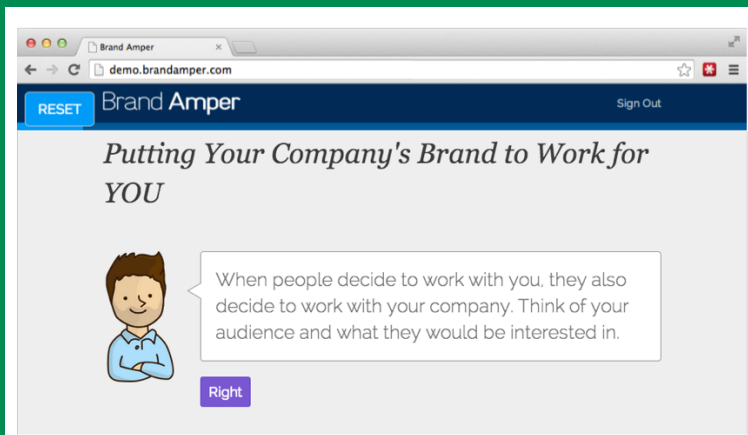 Brand Amper
demo.brandamper.com
RESET
Brand Amper
Sign Out
Putting Your Company's Brand to Work for
YOU
When people decide to work with you, they also
decide to work with your company. Think of your
audience and what they would be interested in.
Right